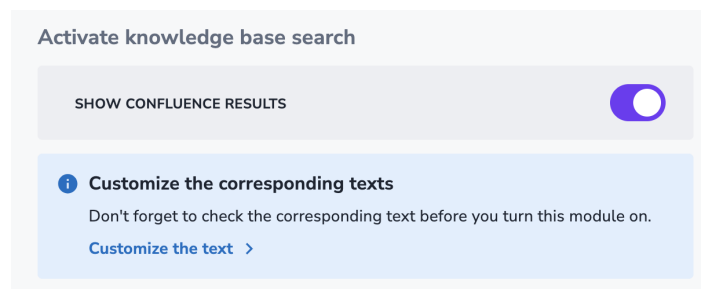 Activate knowledge base search
SHOW CONFLUENCE RESULTS
Customize the corresponding texts
Don't forget to check the corresponding text before you turn this module on.
Customize the text